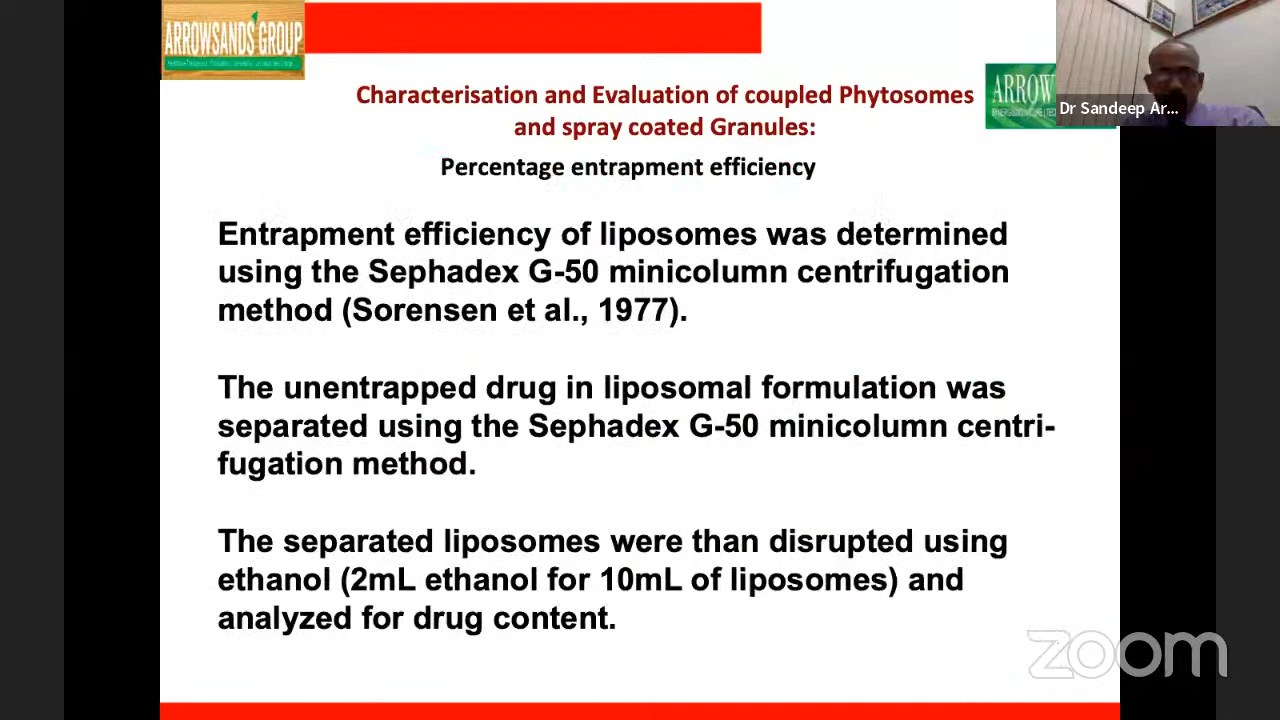 ARROWSANDS GROUP
Characterisation and Evaluation of coupled Phytosomes
and spray coated Granules:
ARROW
Dr Sandeep Ar...
Percentage entrapment efficiency
Entrapment efficiency of liposomes was determined
using the Sephadex G-50 minicolumn centrifugation
method (Sorensen et al., 1977).
The unentrapped drug in liposomal formulation was
separated using the Sephadex G-50 minicolumn centri-
fugation method.
The separated liposomes were than disrupted using
ethanol (2mL ethanol for 10mL of liposomes) and
analyzed for drug content.
zoom